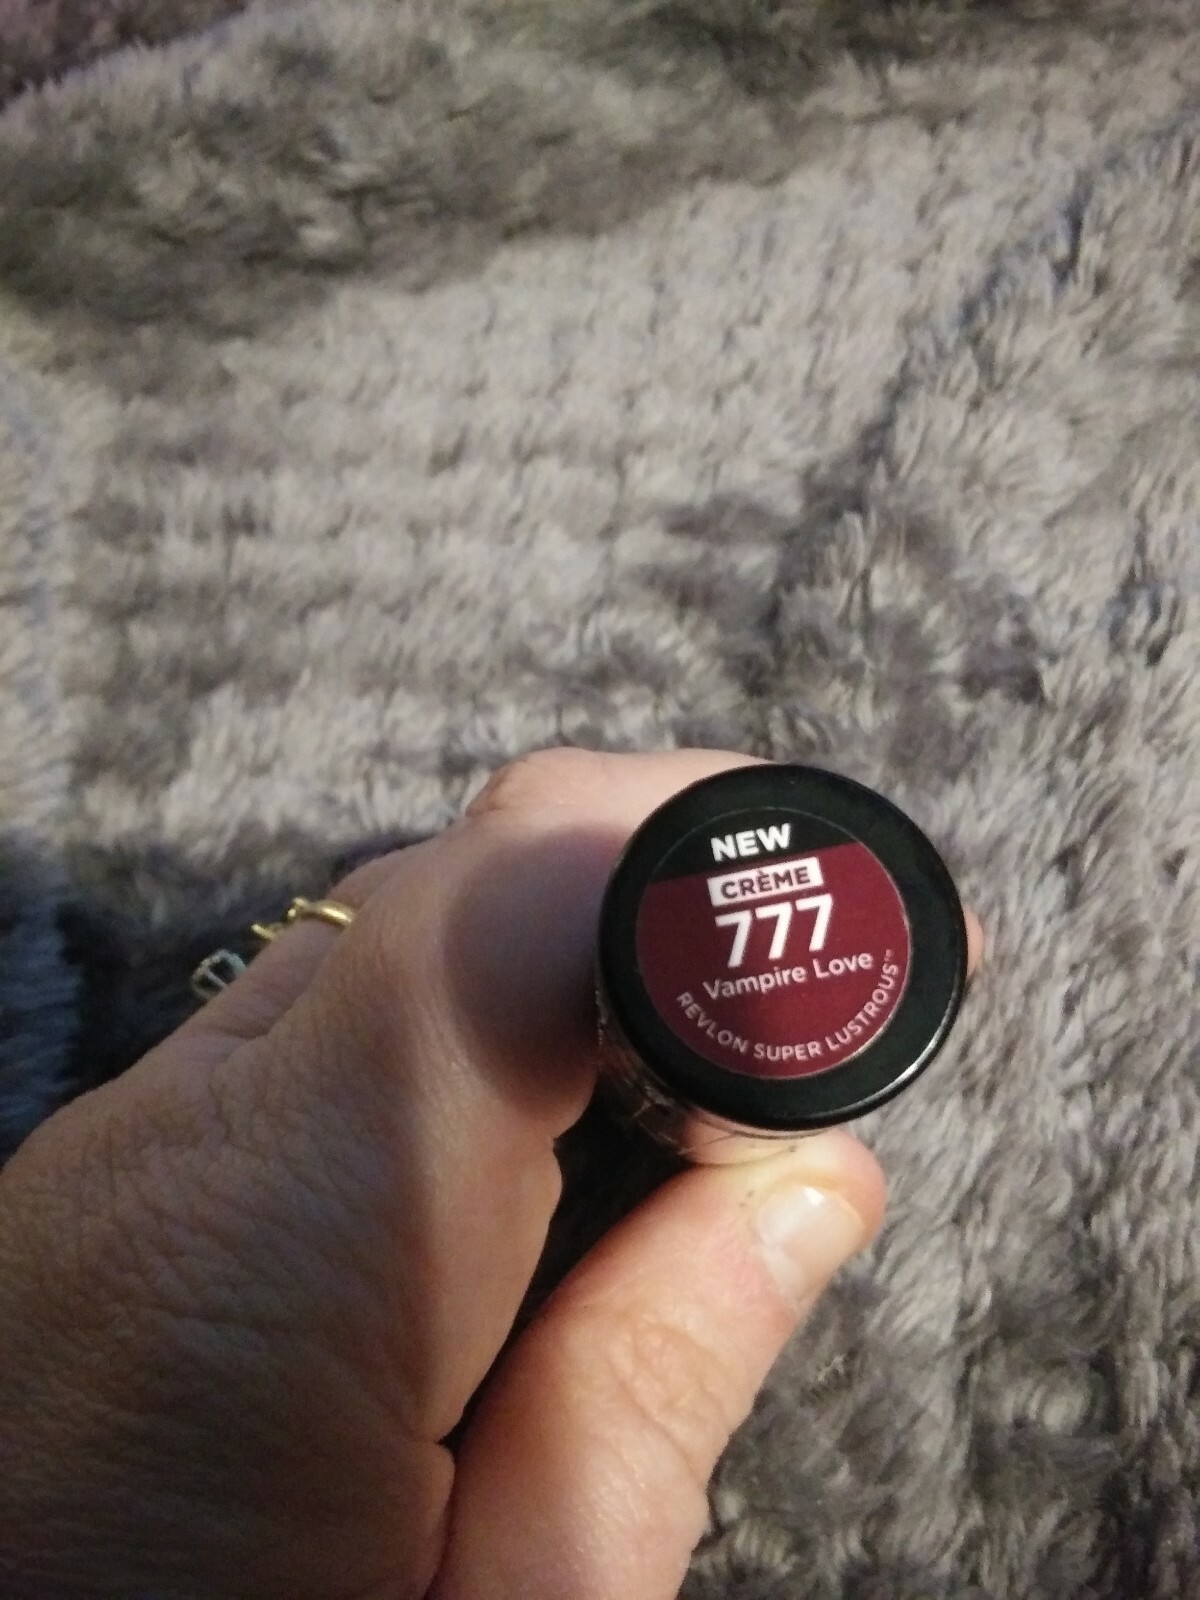 NEW
CRÈME
777
Vampire Love
REVLON SUPER LUSTROUS™